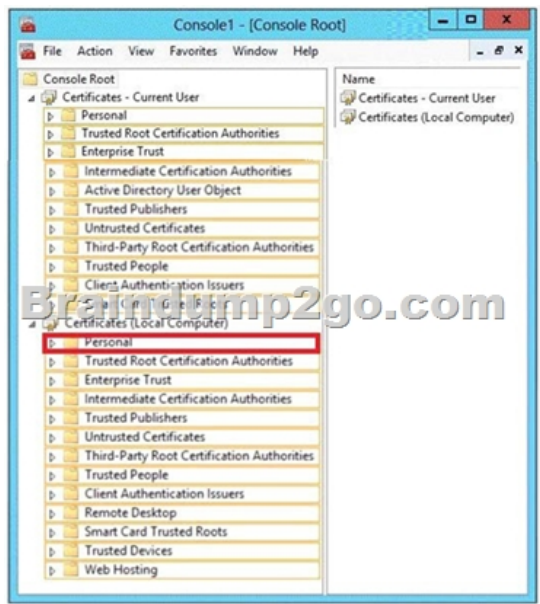 Console1 - [Console Root]
File Action View Favorites Window Help
Console Root
Certificates - Current User
Personal
Trusted Root Certification Authorities
Enterprise Trust
Intermediate Certification Authorities
Active Directory User Object
Trusted Publishers
Untrusted Certificates
Third-Party Root Certification Authorities
Trusted People
Client Authentication Issuers
Braindump2go.com
Certificates (Local Computer)
Personal
Trusted Root Certification Authorities
Enterprise Trust
Intermediate Certification Authorities
Trusted Publishers
Untrusted Certificates
Third-Party Root Certification Authorities
Trusted People
Client Authentication Issuers
Remote Desktop
Smart Card Trusted Roots
Trusted Devices
Web Hosting
Name
Certificates - Current User
Certificates (Local Computer)